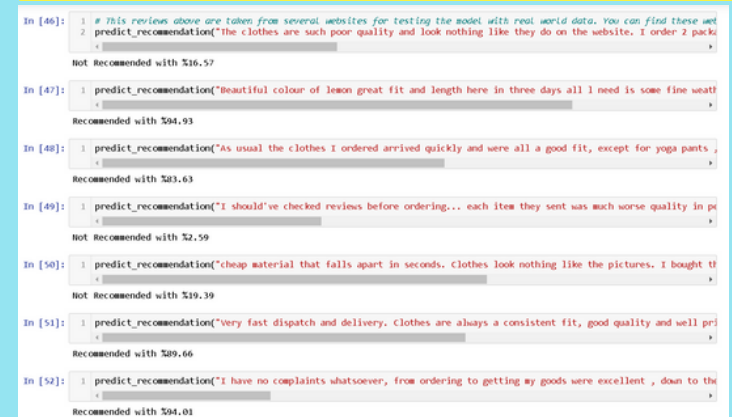 In [46]: 1 # This reviews above are taken from several websites for testing the model with real world data. You can find these wet
2 predict_recommendation("The clothes are such poor quality and look nothing like they do on the website. I order 2 packa
Not Recommended with %16.57
In [47]: 1 predict_recommendation("Beautiful colour of lemon great fit and length here in three days all l need is some fine weath
Recommended with %94.93
In [48]: 1 predict_recommendation("As usual the clothes I ordered arrived quickly and were all a good fit, except for yoga pants ,
Recommended with %83.63
In [49]: 1 predict_recommendation("I should've checked reviews before ordering... each item they sent was much worse quality in pe
Not Recommended with %2.59
In [50]: 1 predict_recommendation("cheap material that falls apart in seconds. Clothes look nothing like the pictures. I bought th
Not Recommended with %19.39
In [51]: 1 predict_recommendation("Very fast dispatch and delivery. Clothes are always a consistent fit, good quality and well pri
Recommended with %89.66
In [52]: 1 predict_recommendation("I have no complaints whatsoever, from ordering to getting my goods were excellent , down to the
Recommended with %94.01